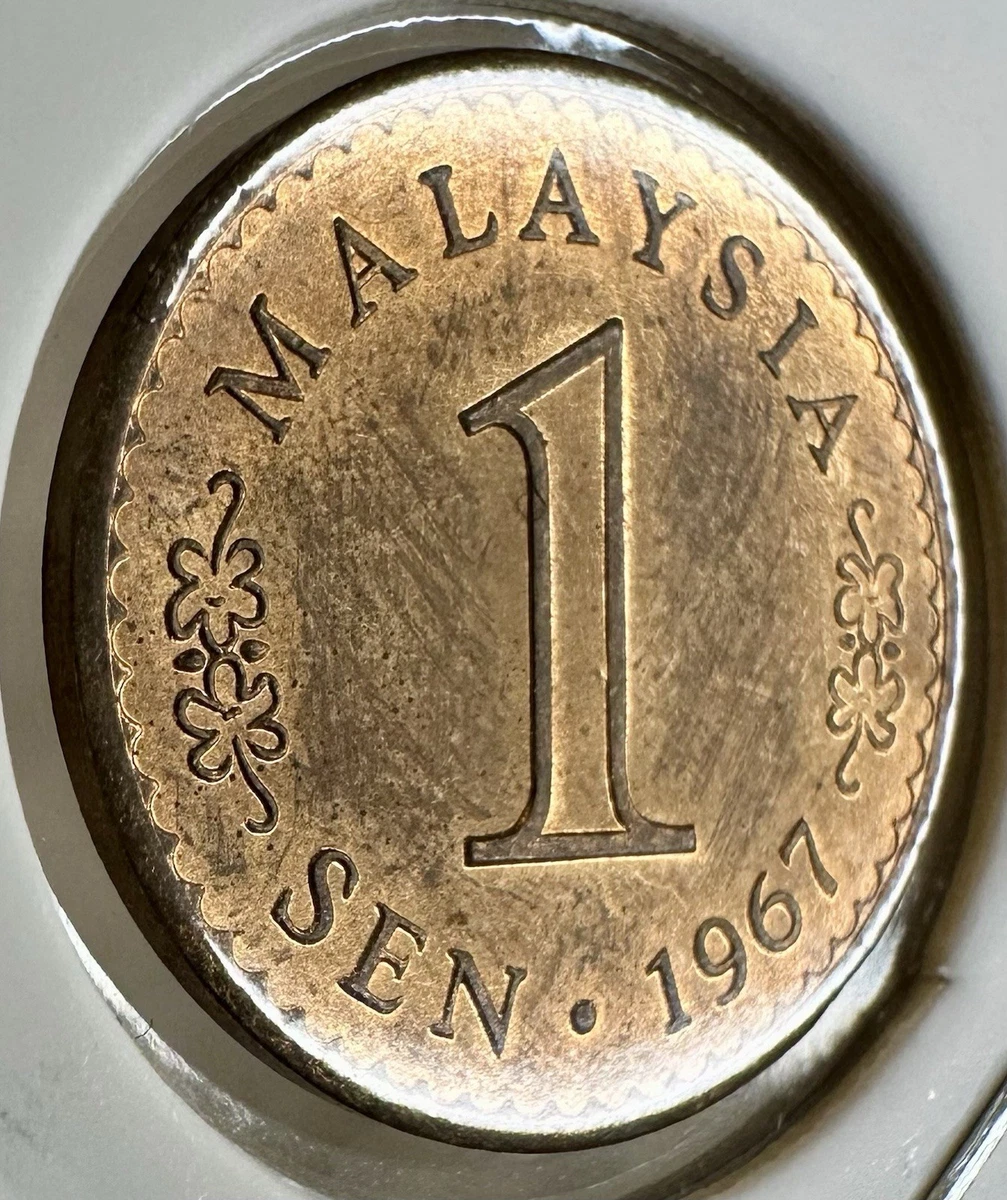 MALAYSIA
1
SEN • 1967